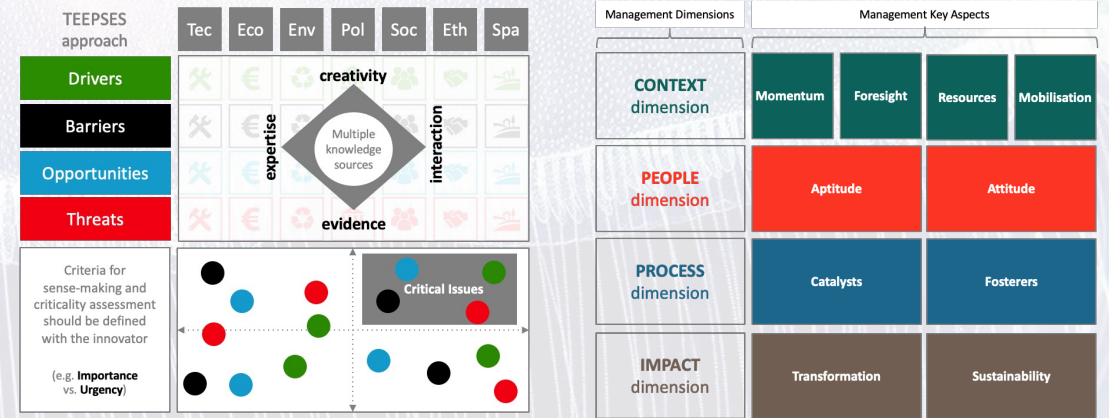 TEEPSES
approach
Tec
Eco
Env
Pol
Soc
Eth
Spa
Drivers
Barriers
Opportunities
Threats
creativity
expertise
Multiple
knowledge
sources
interaction
evidence
Criteria for
sense-making and
criticality assessment
should be defined
with the innovator
(e.g. Importance
vs. Urgency)
Critical Issues
Management Dimensions
Management Key Aspects
CONTEXT
dimension
Momentum
Foresight
Resources
Mobilisation
PEOPLE
dimension
Aptitude
Attitude
PROCESS
dimension
Catalysts
Fosterers
IMPACT
dimension
Transformation
Sustainability